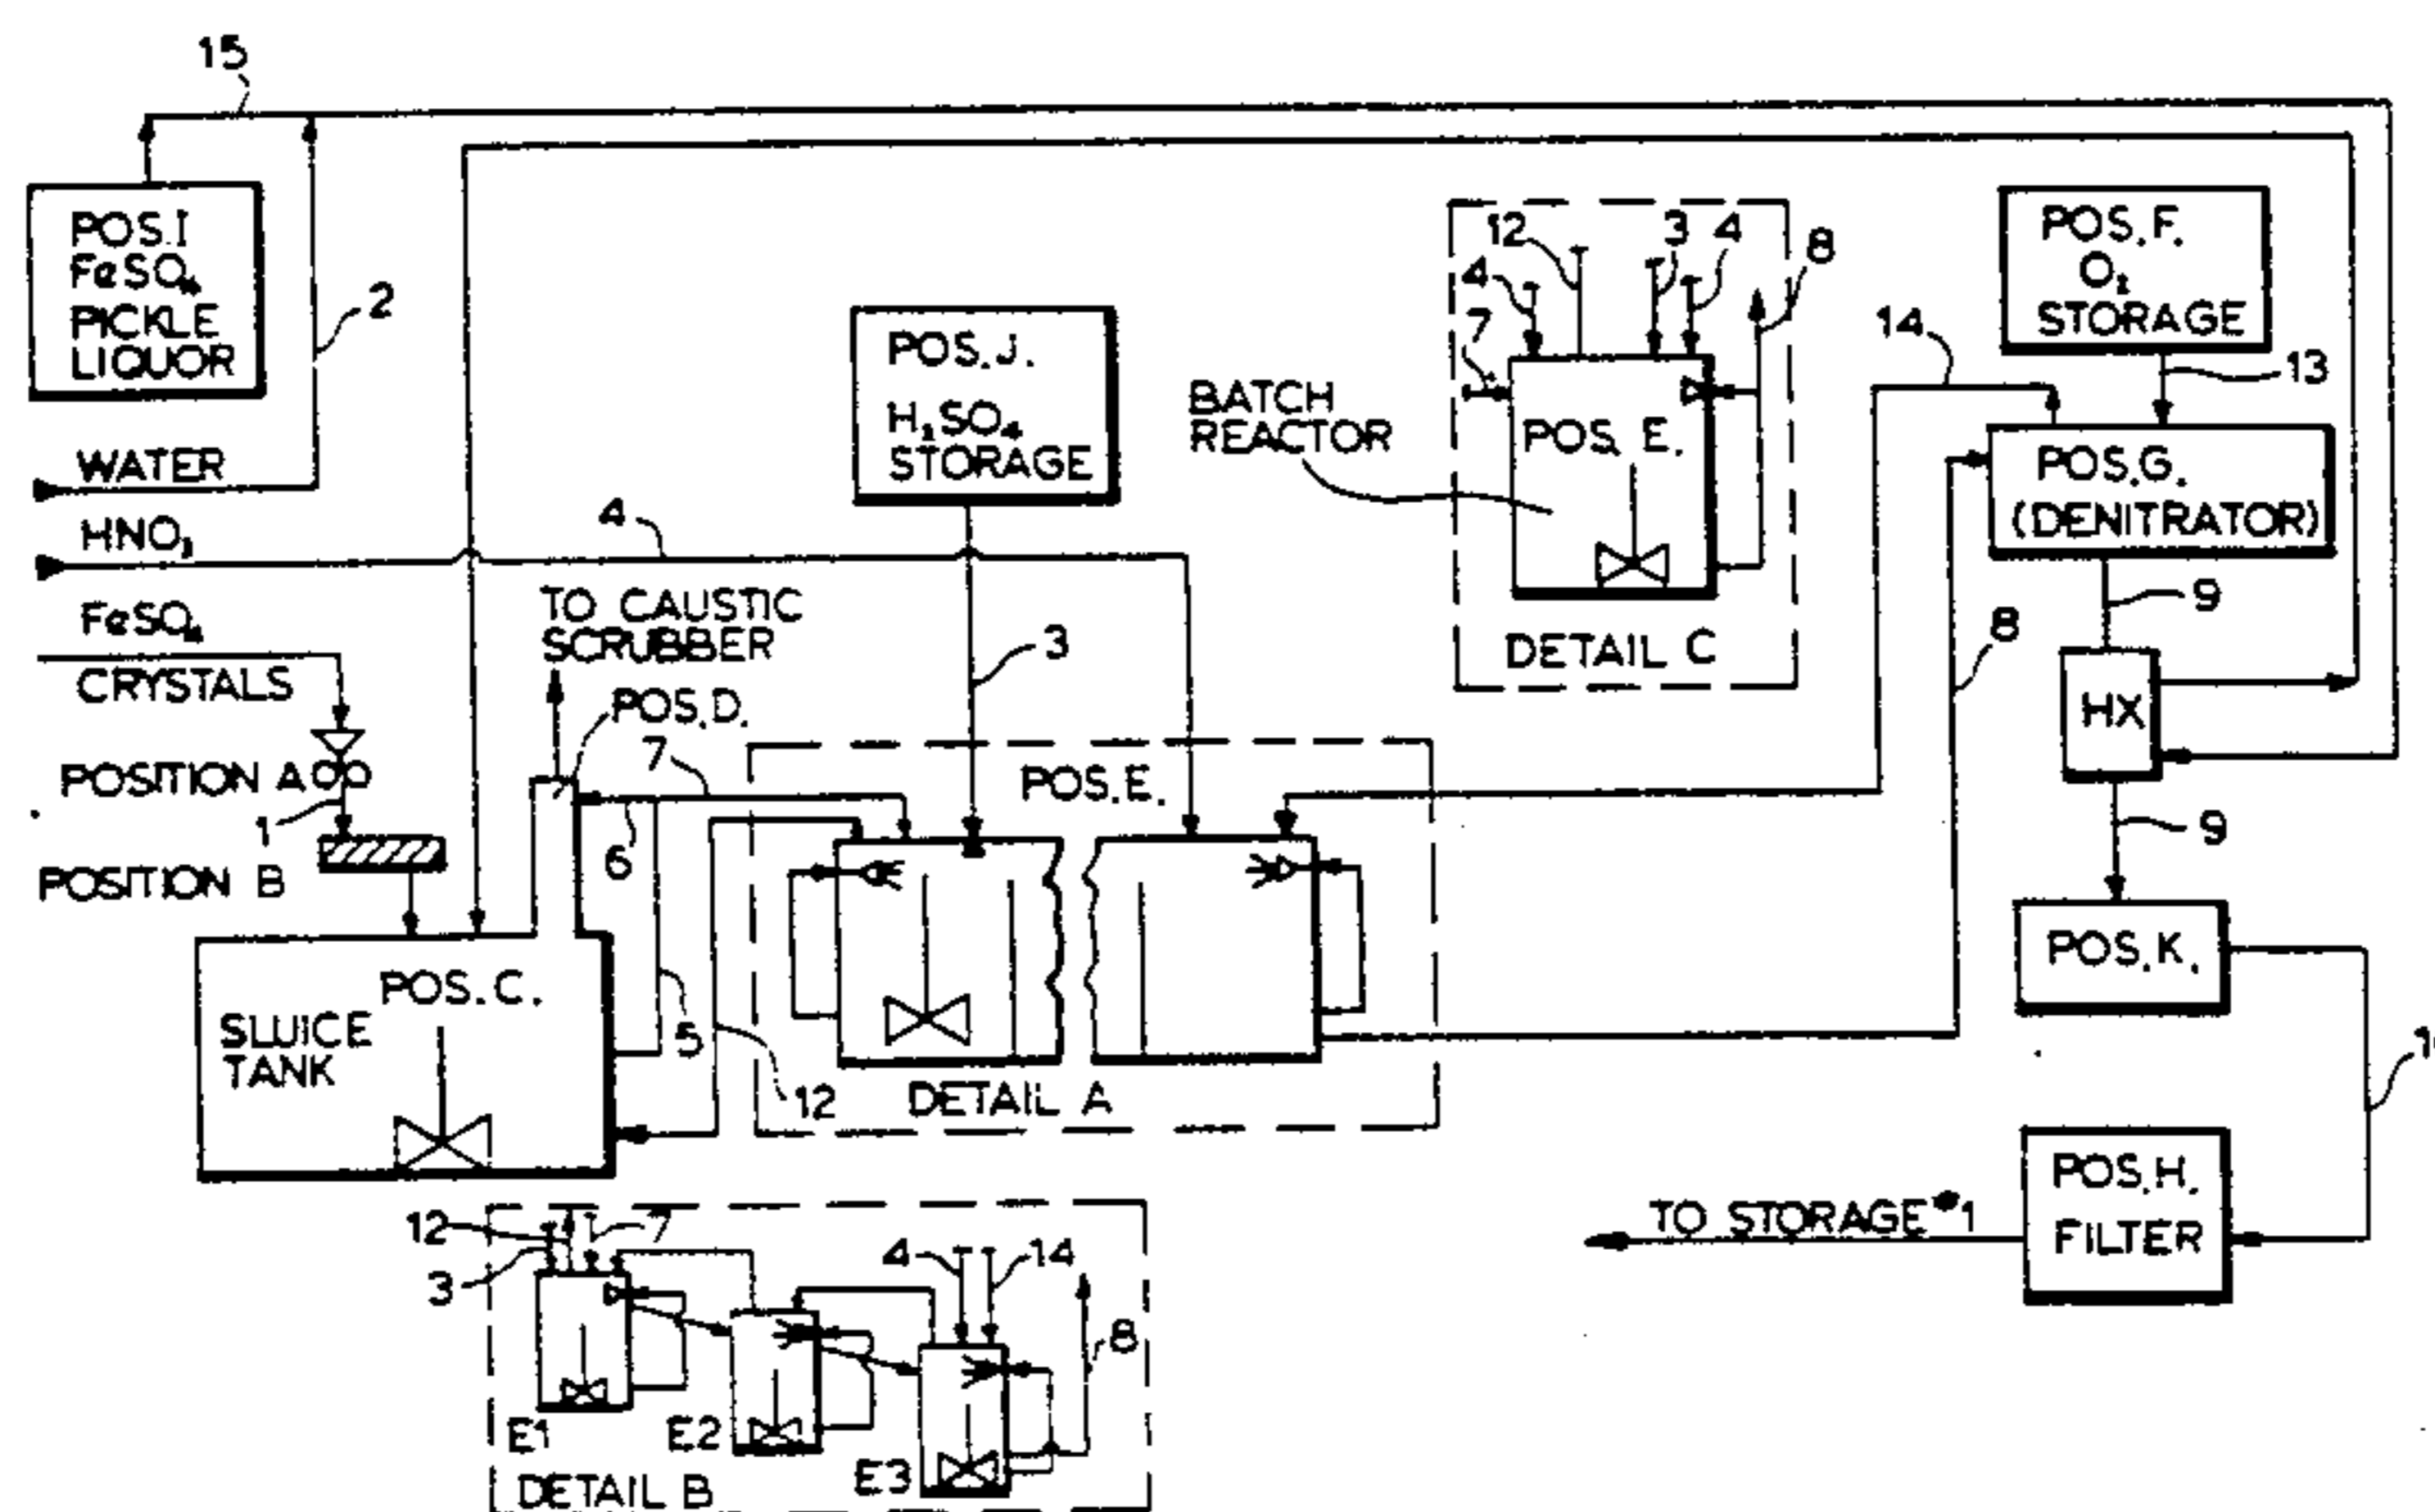 15
POS.I
FeSO4
PICKLE
LIQUOR
2
WATER
HNO3
4
FeSO4
CRYSTALS
POSITION A
1
POSITION B
TO CAUSTIC
SCRUBBER
POS.D.
7
6
5
12
POS.C.
SLUICE
TANK
POS.J.
H2SO4
STORAGE
3
POS.E.
DETAIL A
12
3
4
4
7
8
BATCH
REACTOR
POS. E.
DETAIL C
POS.F.
O2
STORAGE
13
14
POS.G.
(DENITRATOR)
9
8
HX
9
POS.K.
POS.H.
FILTER
TO STORAGE #1
12
7
3
4
14
8
E1
E2
E3
DETAIL B